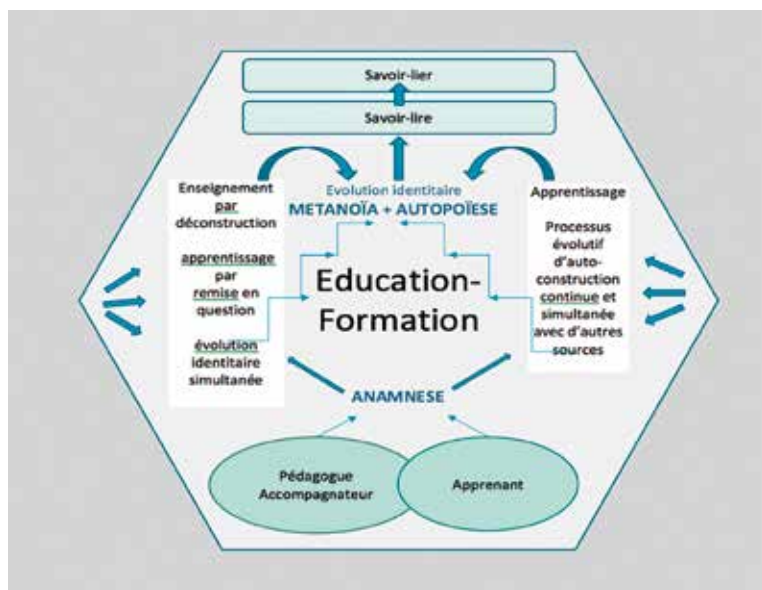 Savoir-lier
Savoir-lire
Enseignement
par
déconstruction
apprentissage
par
remise en
question
évolution
identitaire
simultanée
Evolution identitaire
METANOÏA + AUTOPOÏESE
Education-
Formation
Apprentissage
Processus
évolutif
d'auto-
construction
continue et
simultanée
avec d'autres
sources
ANAMNESE
Pédagogue
Accompagnateur
Apprenant